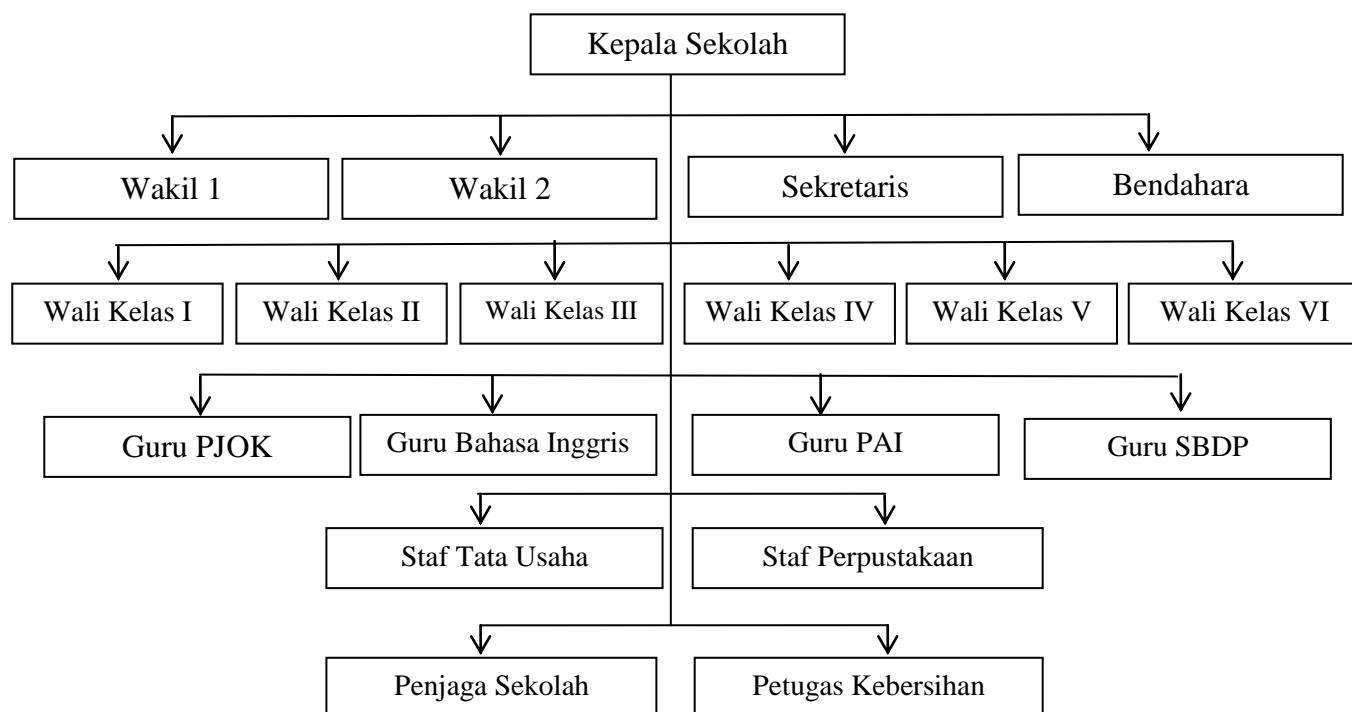 Kepala Sekolah
Wakil 1
Wakil 2
Sekretaris
Bendahara
Wali Kelas I
Wali Kelas II
Wali Kelas III
Wali Kelas IV
Wali Kelas V
Wali Kelas VI
Guru PJOK
Guru Bahasa Inggris
Guru PAI
Guru SBDP
Staf Tata Usaha
Staf Perpustakaan
Penjaga Sekolah
Petugas Kebersihan